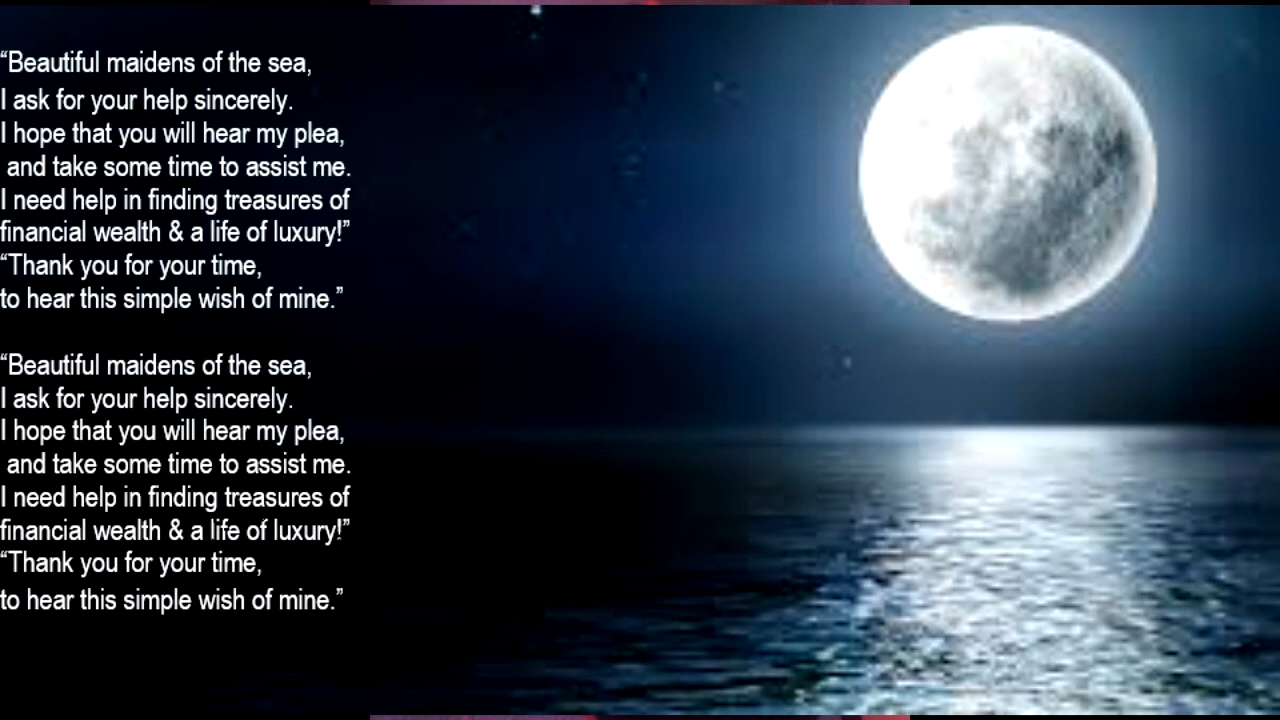 “Beautiful maidens of the sea,
I ask for your help sincerely.
I hope that you will hear my plea,
and take some time to assist me.
I need help in finding treasures of
financial wealth & a life of luxury!”
“Thank you for your time,
to hear this simple wish of mine.”
“Beautiful maidens of the sea,
I ask for your help sincerely.
I hope that you will hear my plea,
and take some time to assist me.
I need help in finding treasures of
financial wealth & a life of luxury!”
“Thank you for your time,
to hear this simple wish of mine.”